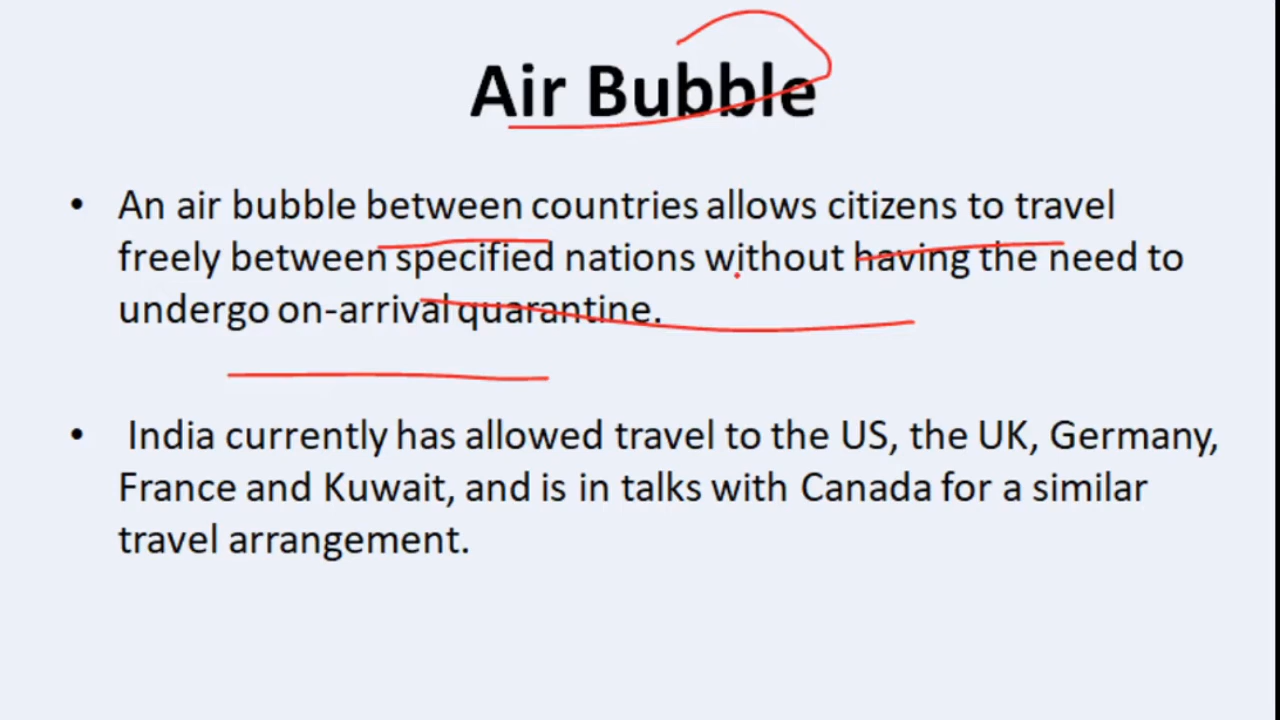 Air Bubble
• An air bubble between countries allows citizens to travel
freely between specified nations without having the need to
undergo on-arrival quarantine.
• India currently has allowed travel to the US, the UK, Germany,
France and Kuwait, and is in talks with Canada for a similar
travel arrangement.